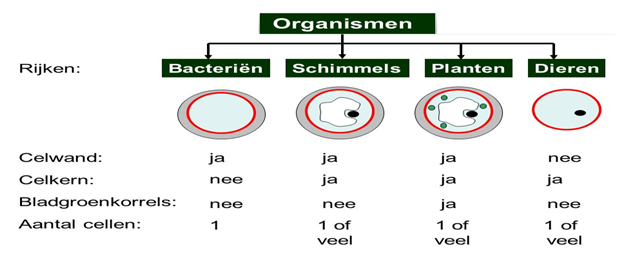 Organismen
Rijken: Bacteriën Schimmels Planten Dieren
Celwand: ja ja ja nee
Celkern: nee ja ja ja
Bladgroenkorrels: nee nee ja nee
Aantal cellen: 1 1 of 1 of 1 of
veel veel veel